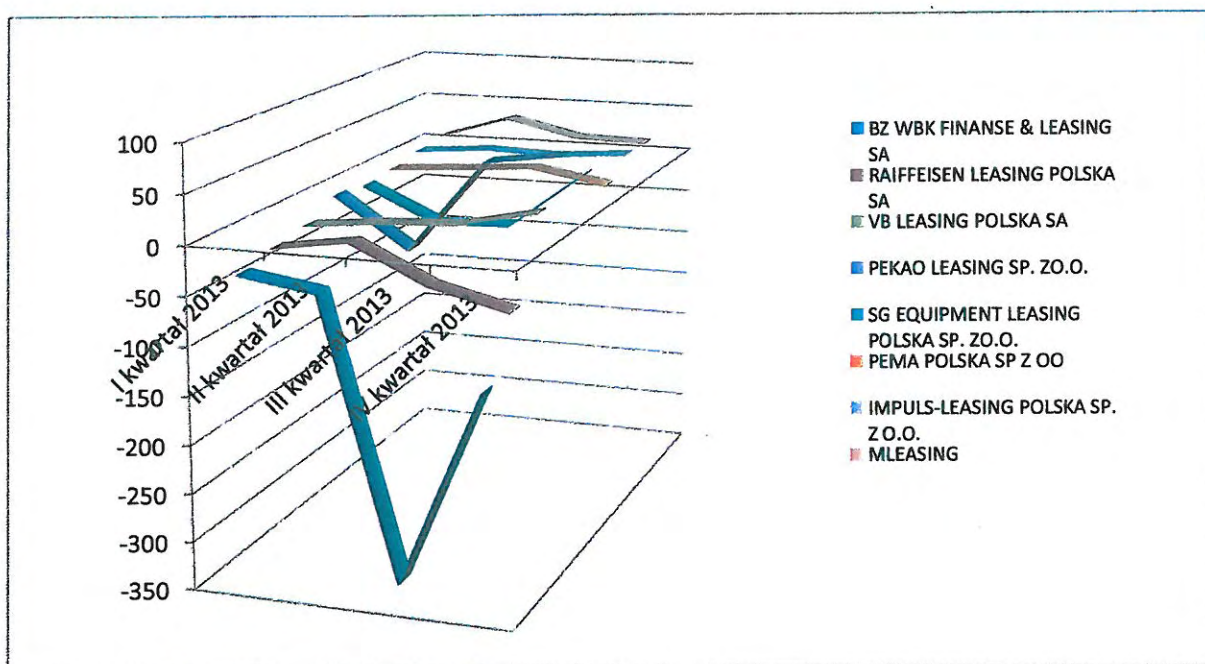 100
50
0
-50
-100
-150
-200
-250
-300
-350
I kwartał 2013
II kwartał 2013
III kwartał 2013
IV kwartał 2013
BZ WBK FINANSE & LEASING
SA
RAIFFEISEN LEASING POLSKA
SA
VB LEASING POLSKA SA
PEKAO LEASING SP. ZO.O.
SG EQUIPMENT LEASING
POLSKA SP. ZO.O.
PEMA POLSKA SP Z OO
IMPULS-LEASING POLSKA SP.
Z O.O.
MLEASING